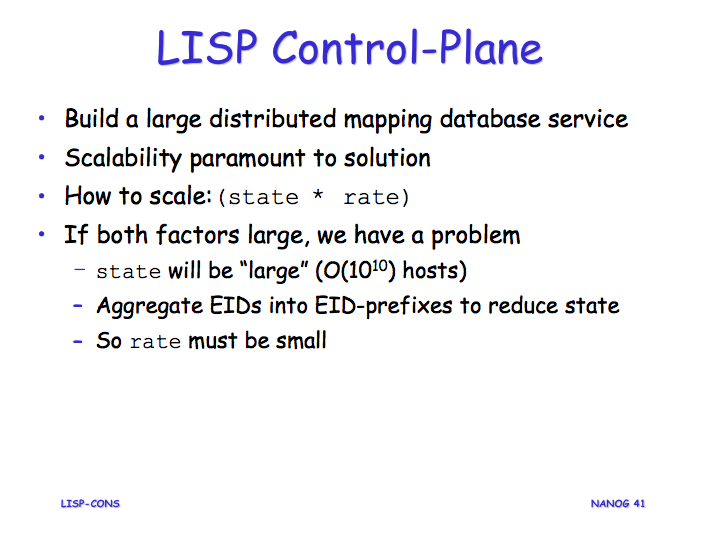 LISP Control-Plane
• Build a large distributed mapping database service
• Scalability paramount to solution
• How to scale: (state * rate)
• If both factors large, we have a problem
– state will be “large” (O(10¹⁰) hosts)
– Aggregate EIDs into EID-prefixes to reduce state
– So rate must be small
LISP-CONS
NANOG 41